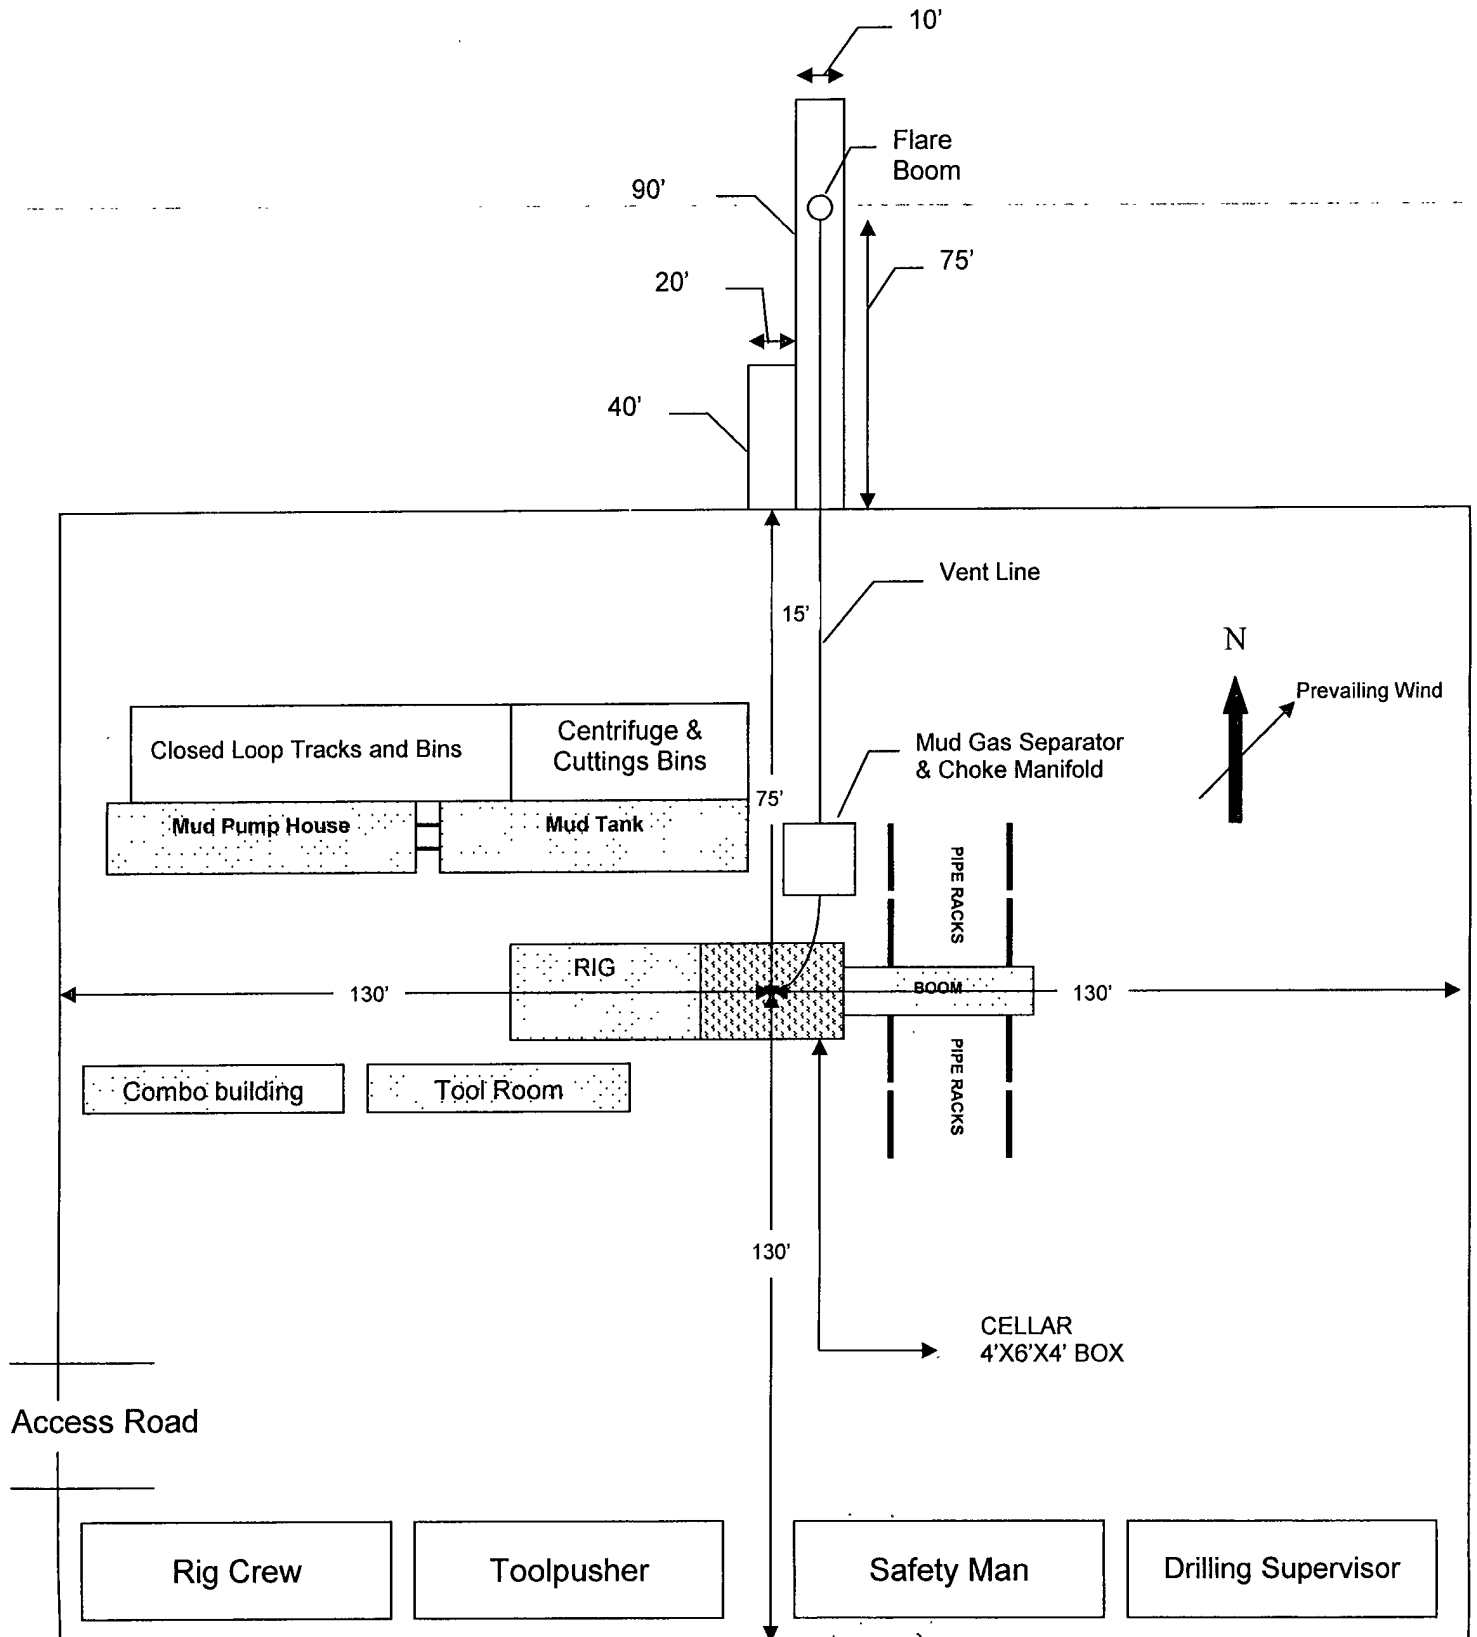 10'
Flare
Boom
90'
75'
20'
40'
Vent Line
15'
N
Prevailing Wind
Closed Loop Tracks and Bins
Centrifuge &
Cuttings Bins
Mud Gas Separator
& Choke Manifold
75'
Mud Pump House
Mud Tank
PIPE RACKS
RIG
130'
BOOM
130'
PIPE RACKS
Combo building
Tool Room
130'
CELLAR
4'X6'X4' BOX
Access Road
Rig Crew
Toolpusher
Safety Man
Drilling Supervisor